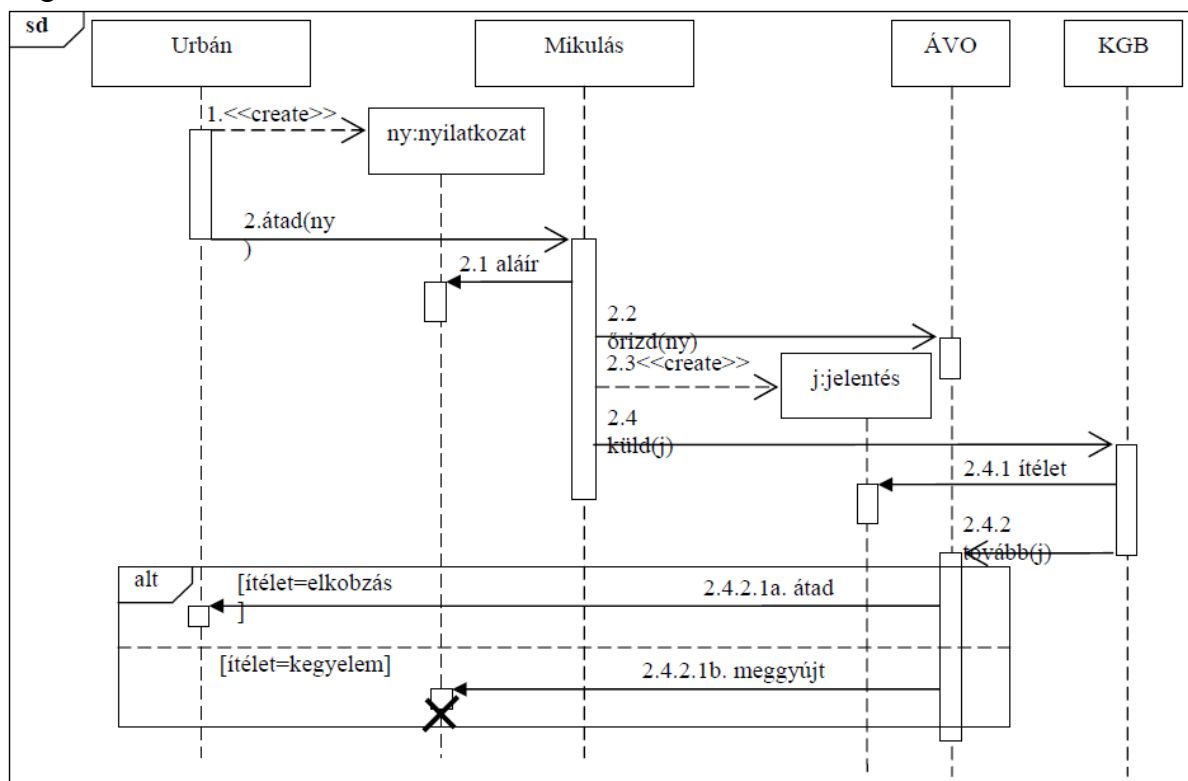 sd
Urbán
Mikulás
ÁVO
KGB
1.<<create>>
ny:nyilatkozat
2.átad(ny
)
2.1 aláír
2.2
őrizd(ny)
2.3<<create>>
j:jelentés
2.4
küld(j)
2.4.1 ítélet
2.4.2
tovább(j)
alt
[ítélet=elkobzás
]
2.4.2.1a. átad
[ítélet=kegyelem]
2.4.2.1b. meggyújt